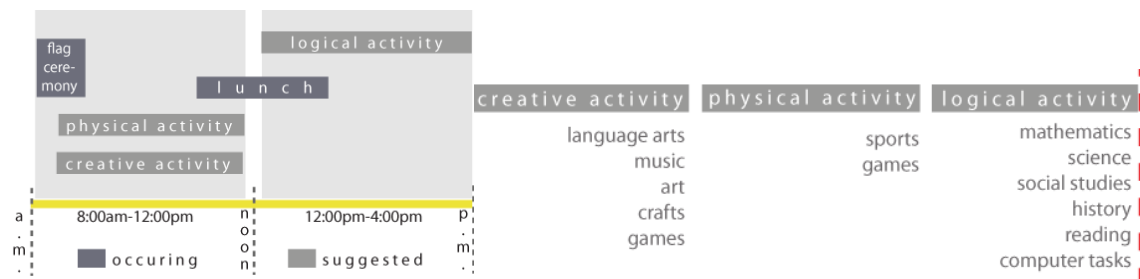 flag
cere-
mony
logical activity
lunch
physical activity
creative activity
a.m.
8:00am-12:00pm
noon
12:00pm-4:00pm
p.m.
occuring
suggested
creative activity
language arts
music
art
crafts
games
physical activity
sports
games
logical activity
mathematics
science
social studies
history
reading
computer tasks